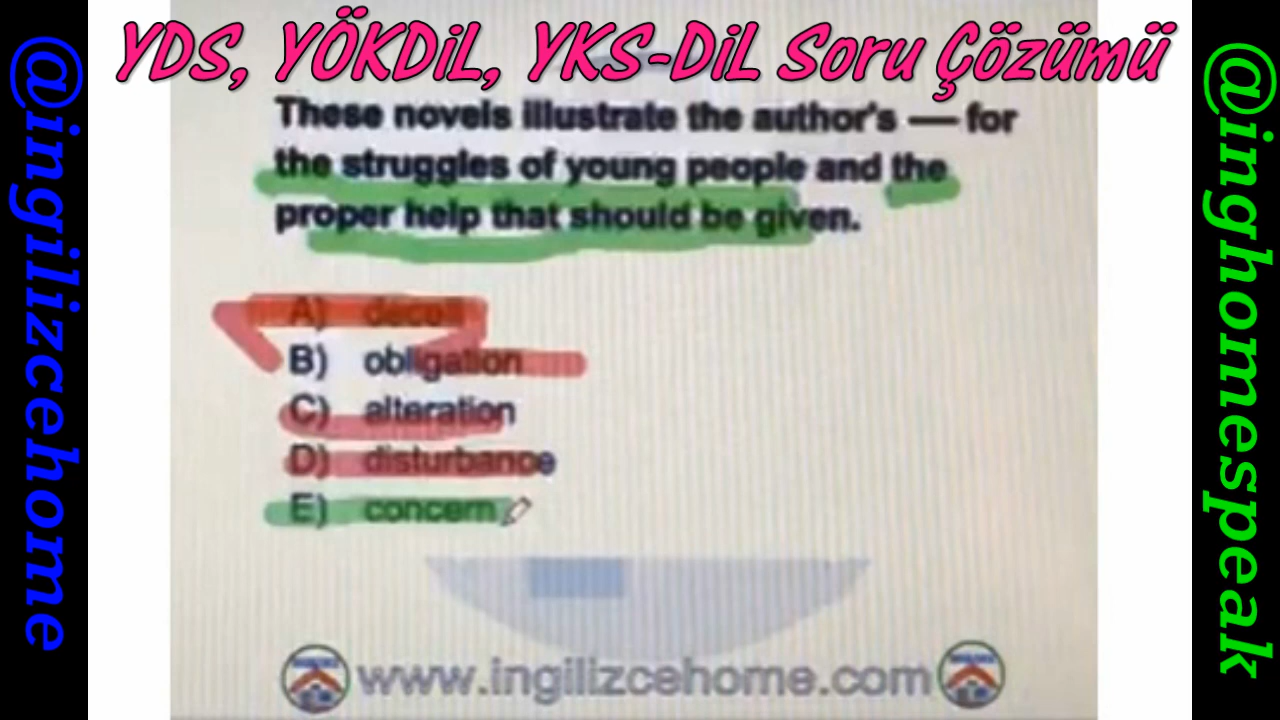 YDS, YÖKDiL, YKS-DiL Soru Çözümü
@ingilizcehome
These novels illustrate the author's — for
the struggles of young people and the
proper help that should be given.
A) deceit
B) obligation
C) alteration
D) disturbance
E) concern
www.ingilizcehome.com
@inghomespeak